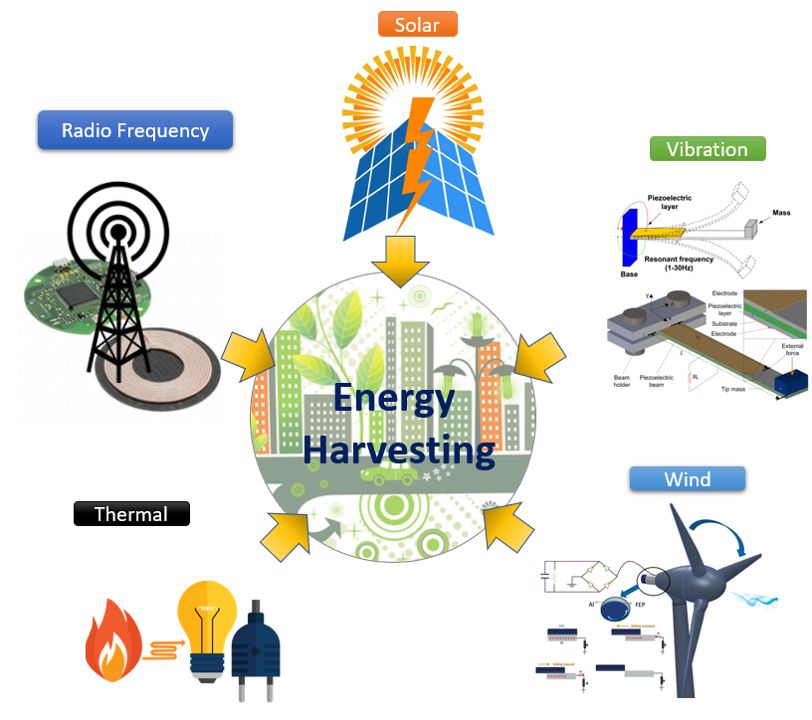 Solar
Radio Frequency
Vibration
Piezoelectric
layer
Mass
Resonant frequency
(1-30Hz)
Base
Electrode
Piezoelectric
layer
Substrate
Electrode
External
force
Beam
holder
Piezoelectric
beam
Tip mass
Energy
Harvesting
Wind
Thermal
Al
FEP